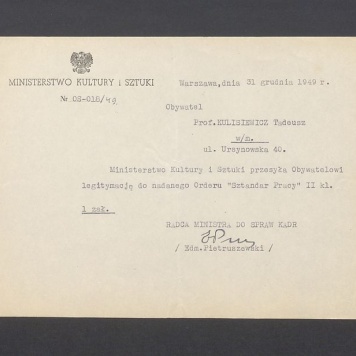 MINISTERSTWO KULTURY i SZTUKI
Nr. OS-018/49
Warszawa, dnia 31 grudnia 1949 r.
Obywatel
Prof. KULISIEWICZ Tadeusz
w/m.
ul. Ursynowska 40.
Ministerstwo Kultury i Sztuki przesyła Obywatelowi
legitymację do nadanego Orderu "Sztandar Pracy" II kl.
1 zał.
RADCA MINISTRA DO SPRAW KADR
/ Edm. Pietruszewski /